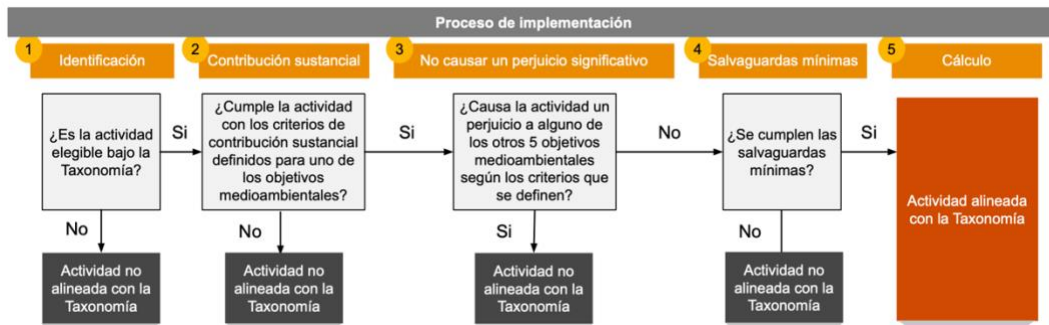 Proceso de implementación
1
Identificación
2
Contribución sustancial
3
No causar un perjuicio significativo
4
Salvaguardas mínimas
5
Cálculo
¿Es la actividad
elegible bajo la
Taxonomía?
Si
¿Cumple la actividad
con los criterios de
contribución sustancial
definidos para uno de
los objetivos
medioambientales?
Si
¿Causa la actividad un
perjuicio a alguno de
los otros 5 objetivos
medioambientales
según los criterios que
se definen?
No
¿Se cumplen las
salvaguardas
mínimas?
Si
Actividad alineada
con la Taxonomía
No
No
Si
No
Actividad no
alineada con la
Taxonomía
Actividad no
alineada con la
Taxonomía
Actividad no
alineada con la
Taxonomía
Actividad no
alineada con la
Taxonomía